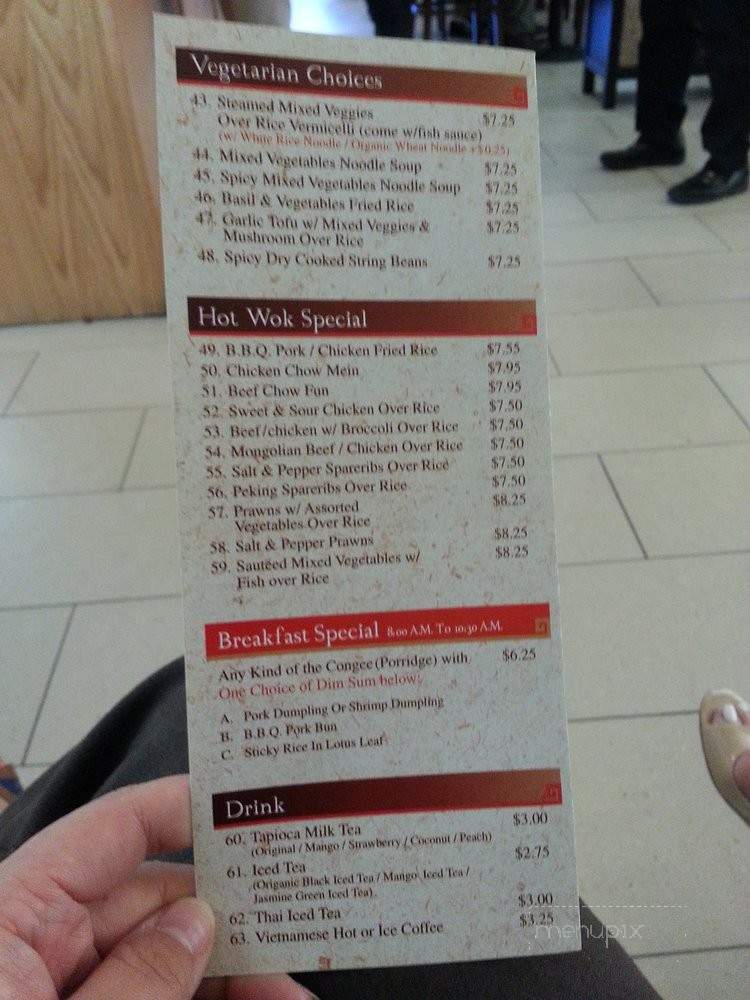 Vegetarian Choices
43. Steamed Mixed Veggies $7.25
Over Rice Vermicelli (come w/fish sauce)
(w/ White Rice Noodle / Organic Wheat Noodle +$0.25)
44. Mixed Vegetables Noodle Soup $7.25
45. Spicy Mixed Vegetables Noodle Soup $7.25
46. Basil & Vegetables Fried Rice $7.25
47. Garlic Tofu w/ Mixed Veggies & $7.25
Mushroom Over Rice
48. Spicy Dry Cooked String Beans $7.25
Hot Wok Special
49. B.B.Q. Pork / Chicken Fried Rice $7.55
50. Chicken Chow Mein $7.95
51. Beef Chow Fun $7.95
52. Sweet & Sour Chicken Over Rice $7.50
53. Beef/chicken w/ Broccoli Over Rice $7.50
54. Mongolian Beef / Chicken Over Rice $7.50
55. Salt & Pepper Spareribs Over Rice $7.50
56. Peking Spareribs Over Rice $7.50
57. Prawns w/ Assorted $8.25
Vegetables Over Rice
58. Salt & Pepper Prawns $8.25
59. Sautéed Mixed Vegetables w/ $8.25
Fish over Rice
Breakfast Special 8:00 A.M. To 10:30 A.M.
Any Kind of the Congee (Porridge) with $6.25
One Choice of Dim Sum below:
A. Pork Dumpling Or Shrimp Dumpling
B. B.B.Q. Pork Bun
C. Sticky Rice In Lotus Leaf
Drink
60. Tapioca Milk Tea $3.00
(Original / Mango / Strawberry / Coconut / Peach)
61. Iced Tea $2.75
(Origanic Black Iced Tea / Mango Iced Tea /
Jasmine Green Iced Tea)
62. Thai Iced Tea $3.00
63. Vietnamese Hot or Ice Coffee $3.25
menupix